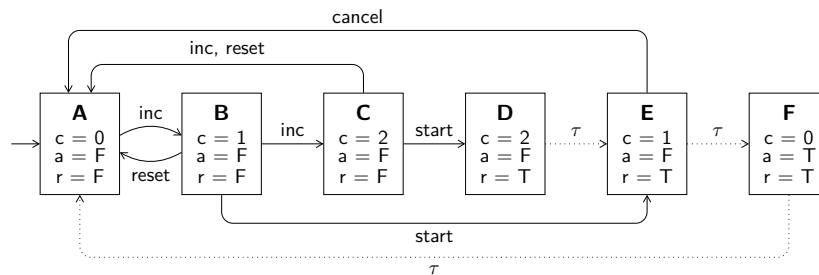 cancel
inc, reset
A
c = 0
a = F
r = F
inc
reset
B
c = 1
a = F
r = F
inc
C
c = 2
a = F
r = F
start
D
c = 2
a = F
r = T
τ
E
c = 1
a = F
r = T
τ
F
c = 0
a = T
r = T
start
τ